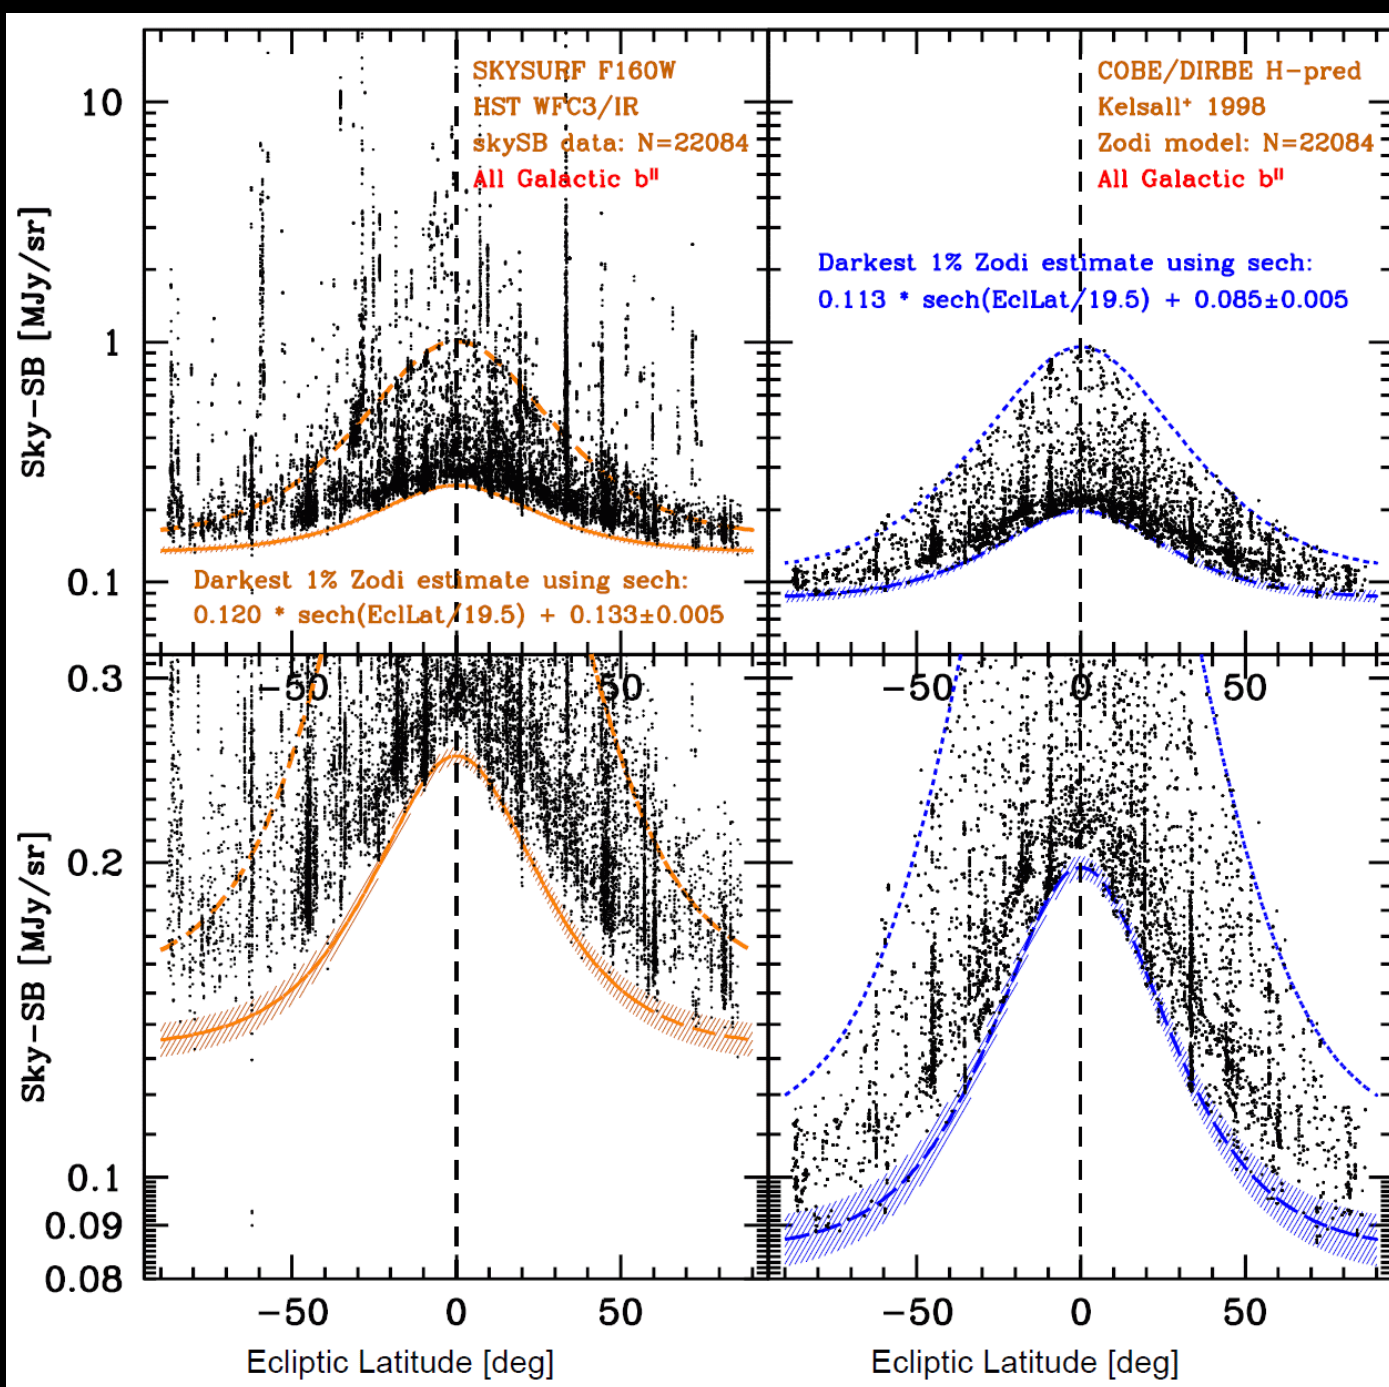 SKYSURF F160W
HST WFC3/IR
skySB data: N=22084
All Galactic bᴵᴵ
COBE/DIRBE H-pred
Kelsall⁺ 1998
Zodi model: N=22084
All Galactic bᴵᴵ
Darkest 1% Zodi estimate using sech:
0.113 * sech(EclLat/19.5) + 0.085±0.005
Darkest 1% Zodi estimate using sech:
0.120 * sech(EclLat/19.5) + 0.133±0.005
Sky-SB [MJy/sr]
10
1
0.1
-50 0 50
-50 0 50
Sky-SB [MJy/sr]
0.3
0.2
0.1
0.09
0.08
-50 0 50
-50 0 50
Ecliptic Latitude [deg]
Ecliptic Latitude [deg]